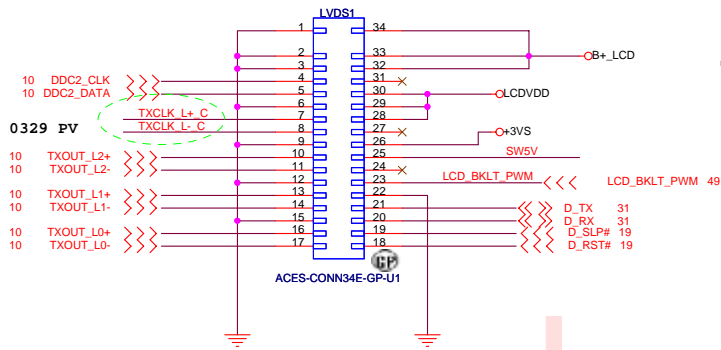 LVDS1
1 34
2 33 B+_LCD
3 32
10 DDC2_CLK 4 31
10 DDC2_DATA 5 30 LCDVDD
6 29
TXCLK_L+_C 7 28
0329 PV TXCLK_L-_C 8 27 +3VS
9 26
10 TXOUT_L2+ 10 25 SW5V
10 TXOUT_L2- 11 24
12 23 LCD_BKLT_PWM LCD_BKLT_PWM 49
10 TXOUT_L1+ 13 22
10 TXOUT_L1- 14 21 D_TX 31
15 20 D_RX 31
10 TXOUT_L0+ 16 19 D_SLP# 19
10 TXOUT_L0- 17 18 D_RST# 19
GP
ACES-CONN34E-GP-U1